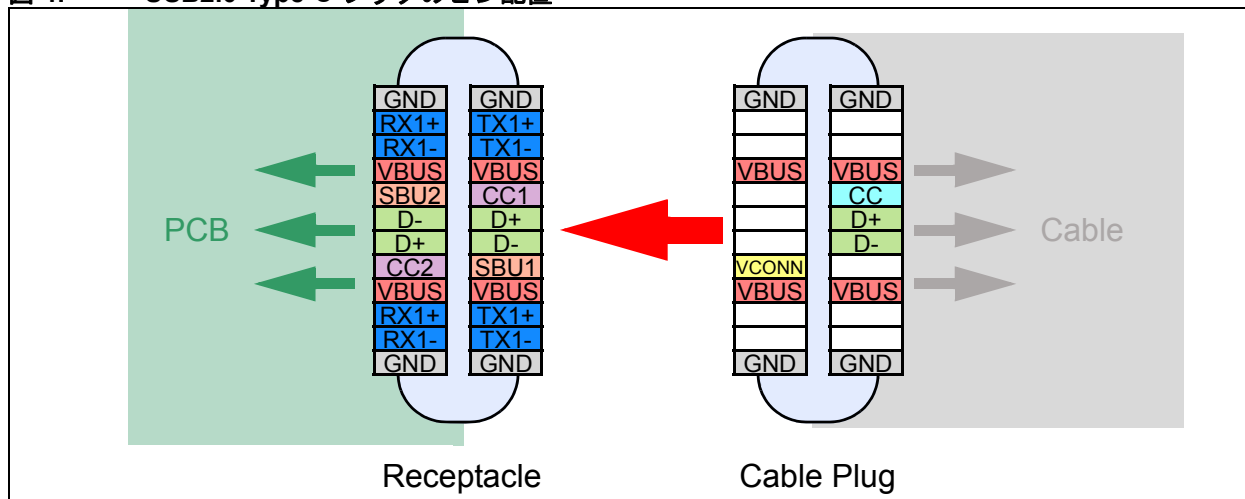 PCB
GND GND
RX1+ TX1+
RX1- TX1-
VBUS VBUS
SBU2 CC1
D- D+
D+ D-
CC2 SBU1
VBUS VBUS
RX1+ TX1+
RX1- TX1-
GND GND
Receptacle
GND GND
VBUS VBUS
CC
D+
D-
VCONN
VBUS VBUS
GND GND
Cable
Cable Plug